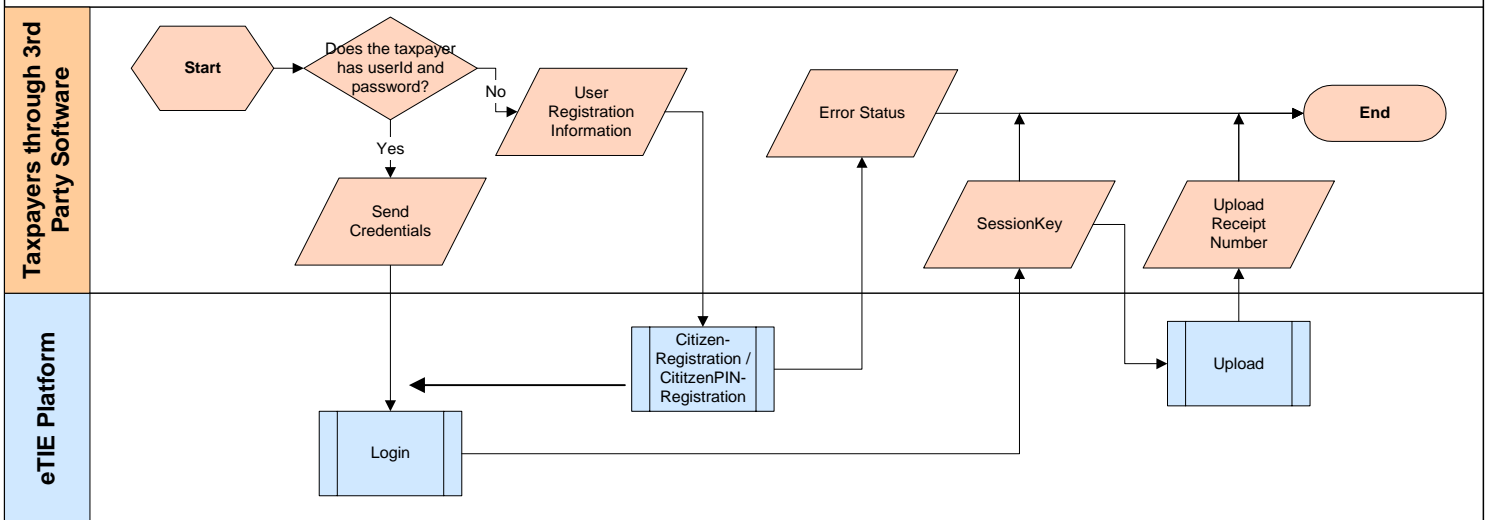 Taxpayers through 3rd
Party Software
Start
Does the taxpayer
has userId and
password?
No
Yes
User
Registration
Information
Send
Credentials
Error Status
SessionKey
Upload
Receipt
Number
End
eTIE Platform
Citizen-
Registration /
CititzenPIN-
Registration
Login
Upload